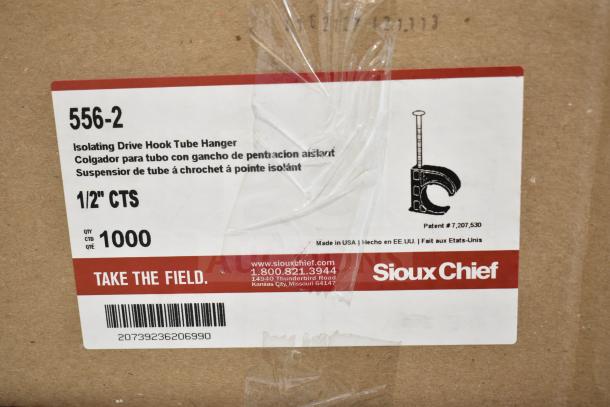 556-2
Isolating Drive Hook Tube Hanger
Colgador para tubo con gancho de pentracion aislant
Suspensior de tube á chrochet á pointe isolánt
1/2" CTS
Patent # 7,207,530
QTY
CTD
QTÉ
1000
Made in USA | Hecho en EE.UU. | Fait aux Etats-Unis
TAKE THE FIELD.
www.siouxchief.com
1.800.821.3944
14940 Thunderbird Road
Kansas City, Missouri 64147
Sioux Chief
20739236206990